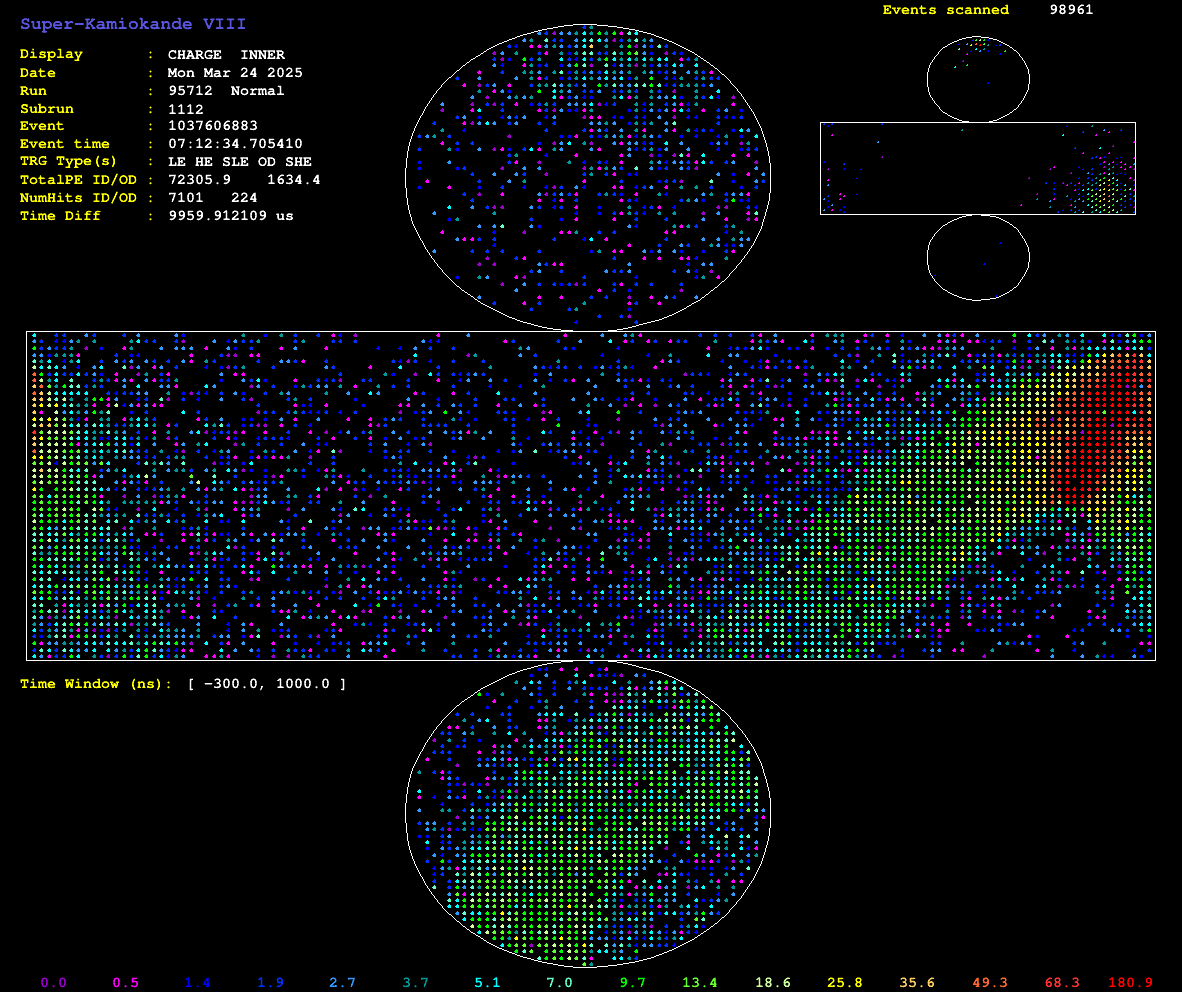 Super-Kamiokande VIII
Events scanned 98961
Display : CHARGE INNER
Date : Mon Mar 24 2025
Run : 95712 Normal
Subrun : 1112
Event : 1037606883
Event time : 07:12:34.705410
TRG Type(s) : LE HE SLE OD SHE
TotalPE ID/OD : 72305.9 1634.4
NumHits ID/OD : 7101 224
Time Diff : 9959.912109 us
Time Window (ns): [ −300.0, 1000.0 ]
0.0 0.5 1.4 1.9 2.7 3.7 5.1 7.0 9.7 13.4 18.6 25.8 35.6 49.3 68.3 180.9